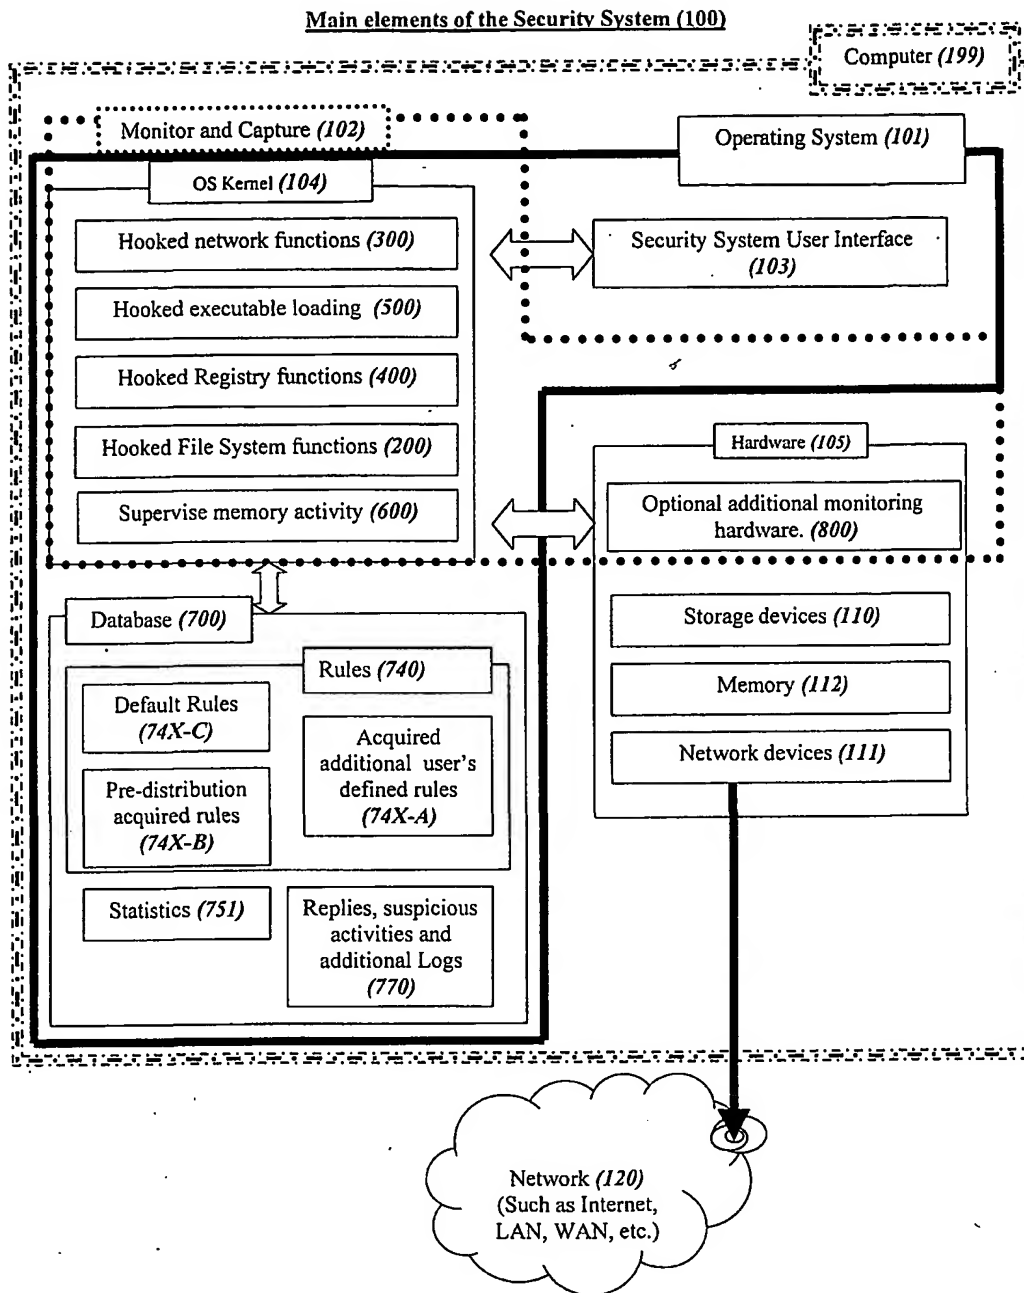 Main elements of the Security System (100)
Computer (199)
Monitor and Capture (102)
Operating System (101)
OS Kernel (104)
Hooked network functions (300)
Security System User Interface
(103)
Hooked executable loading (500)
Hooked Registry functions (400)
Hooked File System functions (200)
Supervise memory activity (600)
Hardware (105)
Optional additional monitoring
hardware. (800)
Storage devices (110)
Memory (112)
Network devices (111)
Database (700)
Rules (740)
Default Rules
(74X-C)
Pre-distribution
acquired rules
(74X-B)
Acquired
additional user's
defined rules
(74X-A)
Statistics (751)
Replies, suspicious
activities and
additional Logs
(770)
Network (120)
(Such as Internet,
LAN, WAN, etc.)